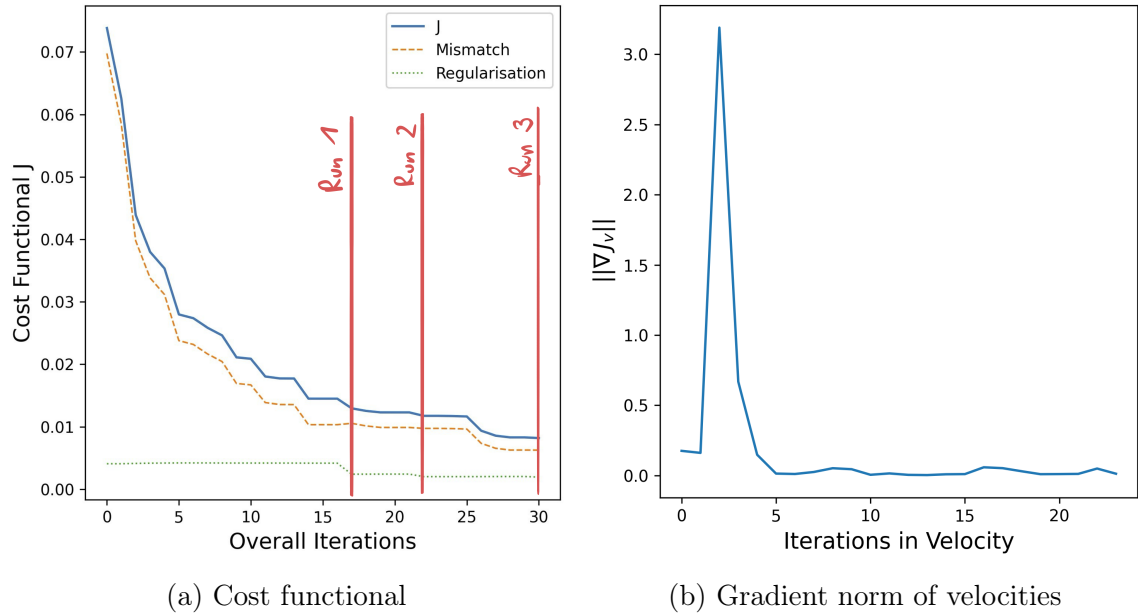 J
Mismatch
Regularisation
Run 1
Run 2
Run 3
Cost Functional J
0.07
0.06
0.05
0.04
0.03
0.02
0.01
0.00
0 5 10 15 20 25 30
Overall Iterations
(a) Cost functional
||∇J_v||
3.0
2.5
2.0
1.5
1.0
0.5
0.0
0 5 10 15 20
Iterations in Velocity
(b) Gradient norm of velocities